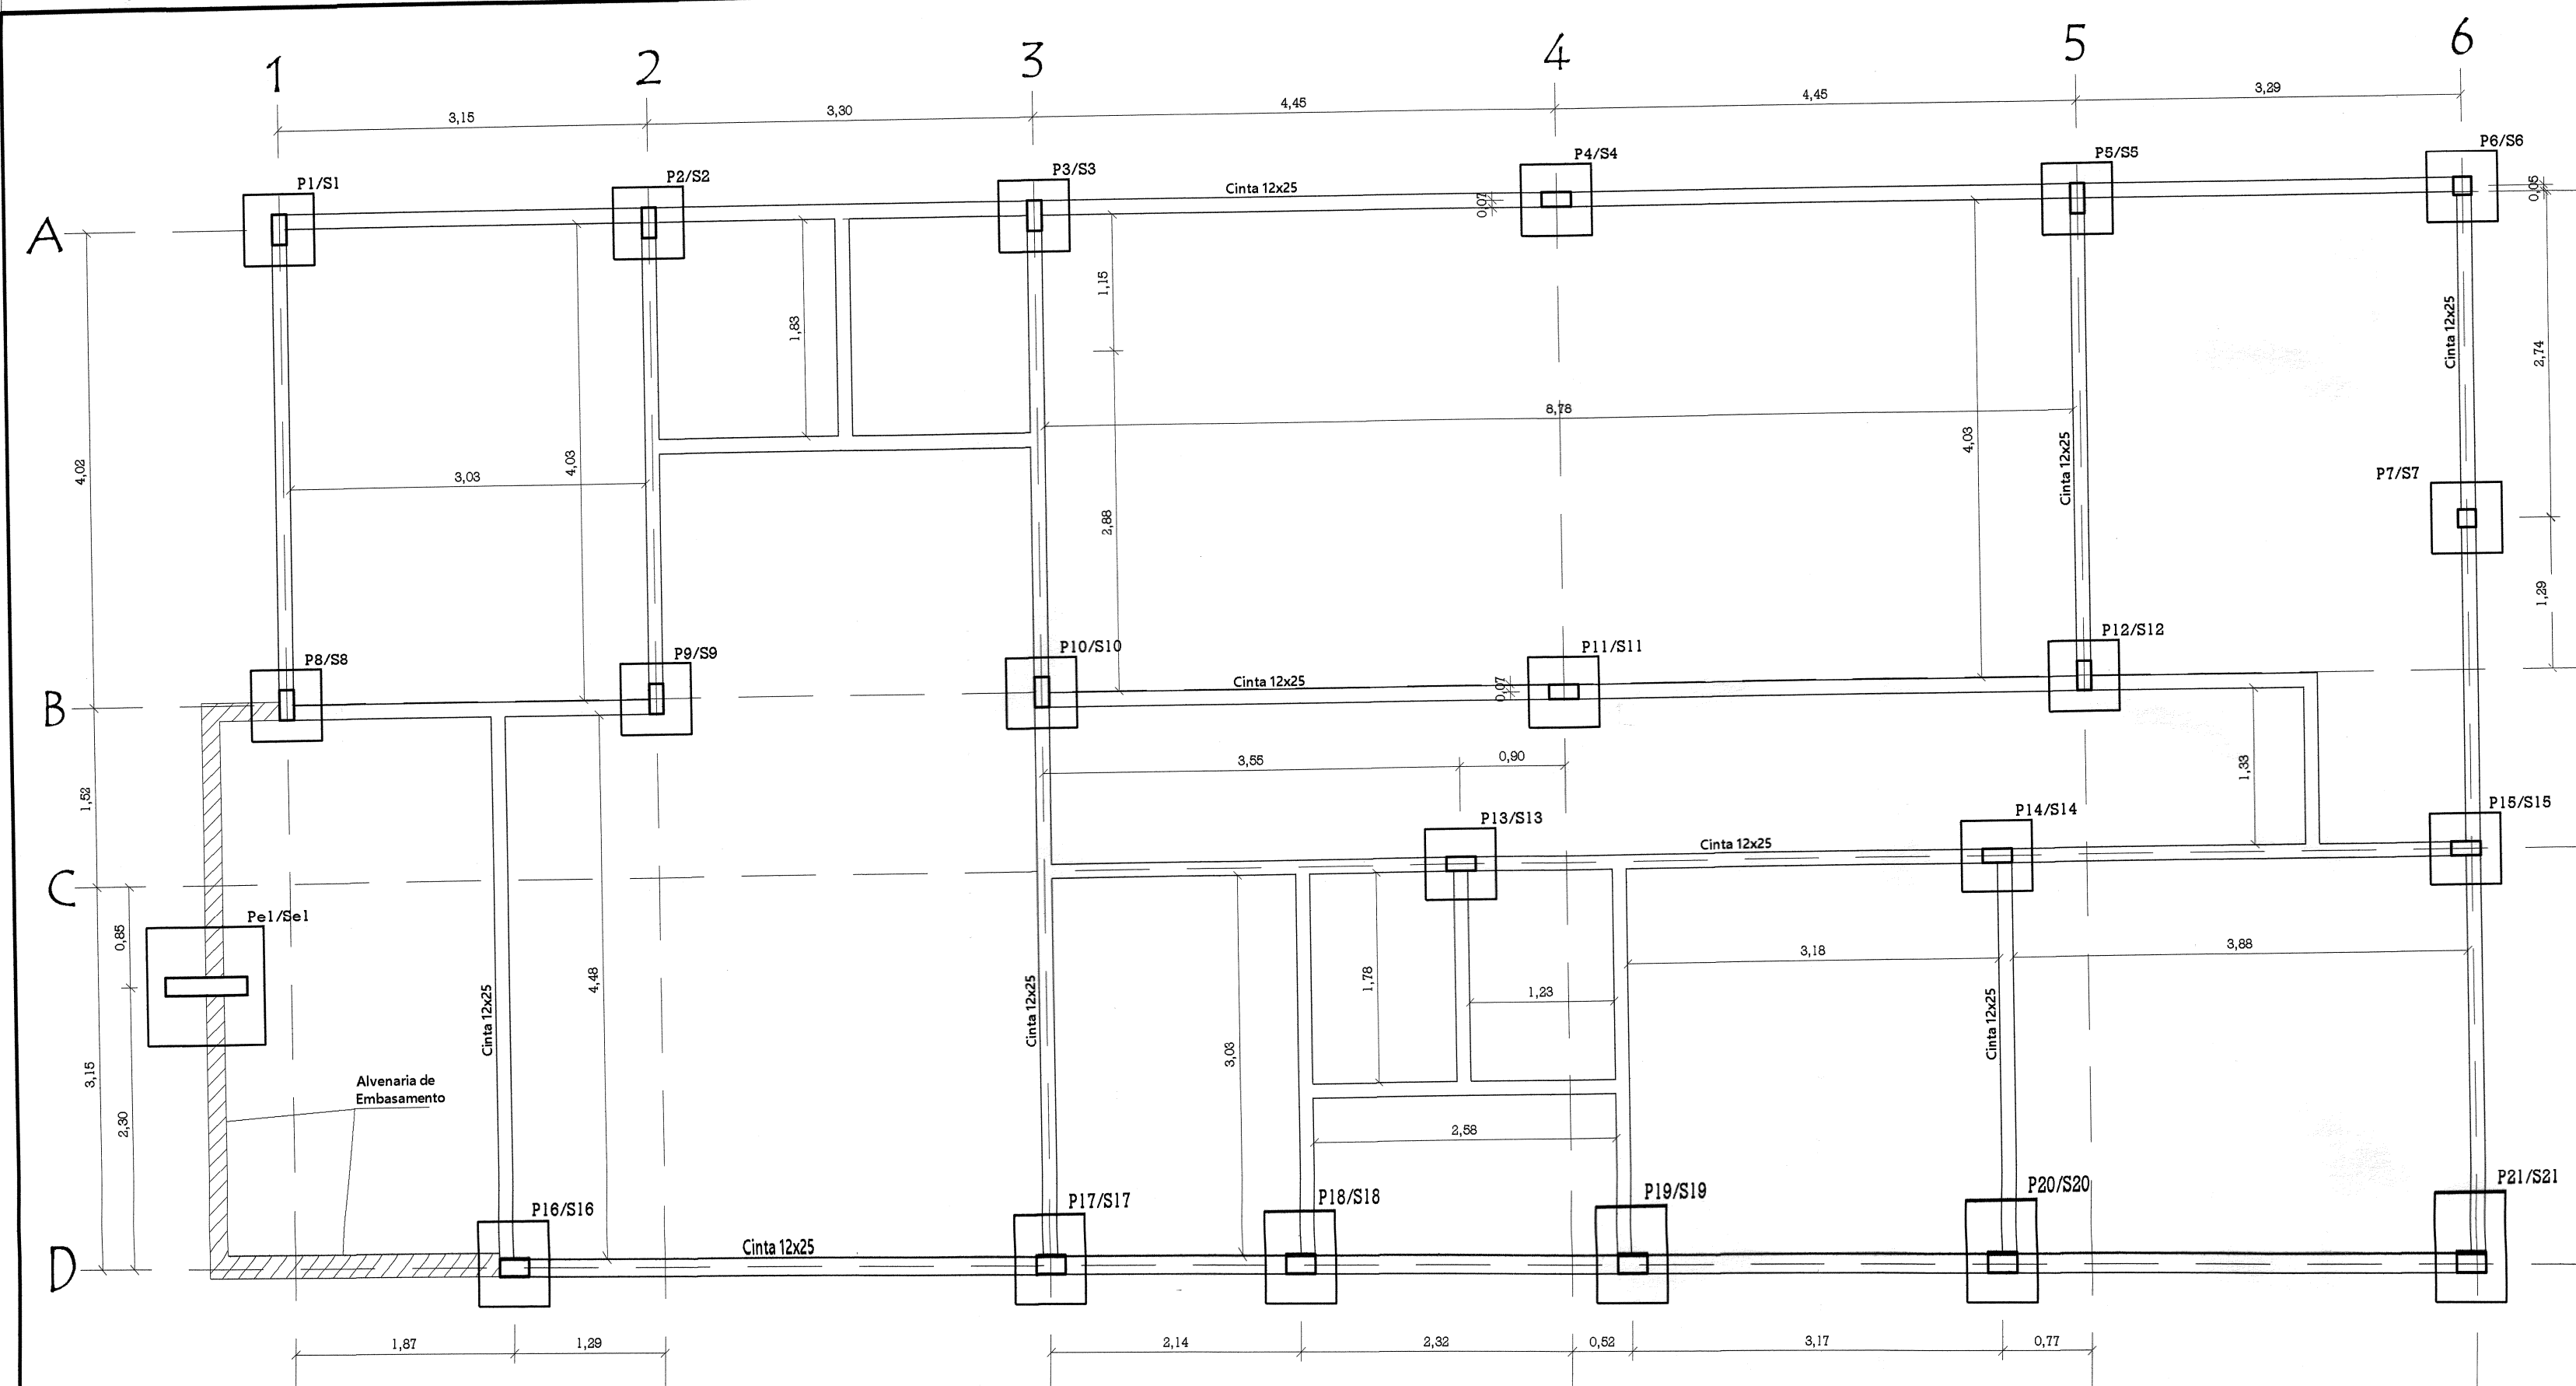 1
2
3
4
5
6
3,15
3,30
4,45
4,45
3,29
P1/S1
P2/S2
P3/S3
P4/S4
P5/S5
P6/S6
A
Cinta 12x25
0,07
0,05
1,83
1,15
Cinta 12x25
2,74
4,02
3,03
4,03
2,88
8,78
4,03
Cinta 12x25
P7/S7
1,29
P8/S8
P9/S9
P10/S10
P11/S11
P12/S12
B
Cinta 12x25
0,07
1,52
3,55
0,90
1,33
P13/S13
Cinta 12x25
P14/S14
P15/S15
C
Pe1/Se1
0,85
4,48
Cinta 12x25
Cinta 12x25
3,03
1,78
1,23
3,18
3,88
Cinta 12x25
3,15
2,30
Alvenaria de
Embasamento
2,58
P16/S16
P17/S17
P18/S18
P19/S19
P20/S20
P21/S21
D
Cinta 12x25
1,87
1,29
2,14
2,32
0,52
3,17
0,77